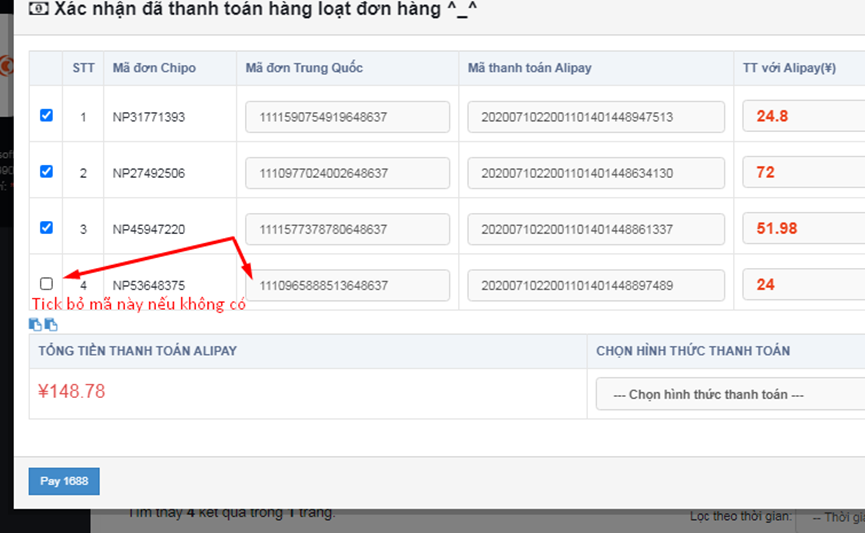 Xác nhận đã thanh toán hàng loạt đơn hàng ^_^
STT Mã đơn Chipo Mã đơn Trung Quốc Mã thanh toán Alipay TT với Alipay(¥)
1 NP31771393 1111590754919648637 2020071022001101401448947513 24.8
2 NP27492506 1110977024002648637 2020071022001101401448634130 72
3 NP45947220 1111577378780648637 2020071022001101401448861337 51.98
4 NP53648375 1110965888513648637 2020071022001101401448897489 24
Tick bỏ mã này nếu không có
TỔNG TIỀN THANH TOÁN ALIPAY CHỌN HÌNH THỨC THANH TOÁN
¥148.78 --- Chọn hình thức thanh toán ---
Pay 1688
Tìm thấy 4 kết quả trong 1 trang. Lọc theo thời gian: -- Thời